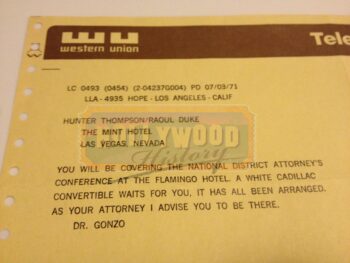 western union
Tele
LC 0493 (0454) (2-04237G004) PD 07/03/71
LLA - 4935 HOPE - LOS ANGELES - CALIF
HUNTER THOMPSON/RAOUL DUKE
THE MINT HOTEL
LAS VEGAS, NEVADA
HOLLYWOOD
History
YOU WILL BE COVERING THE NATIONAL DISTRICT ATTORNEY'S
CONFERENCE AT THE FLAMINGO HOTEL. A WHITE CADILLAC
CONVERTIBLE WAITS FOR YOU, IT HAS ALL BEEN ARRANGED.
AS YOUR ATTORNEY I ADVISE YOU TO BE THERE.
DR. GONZO